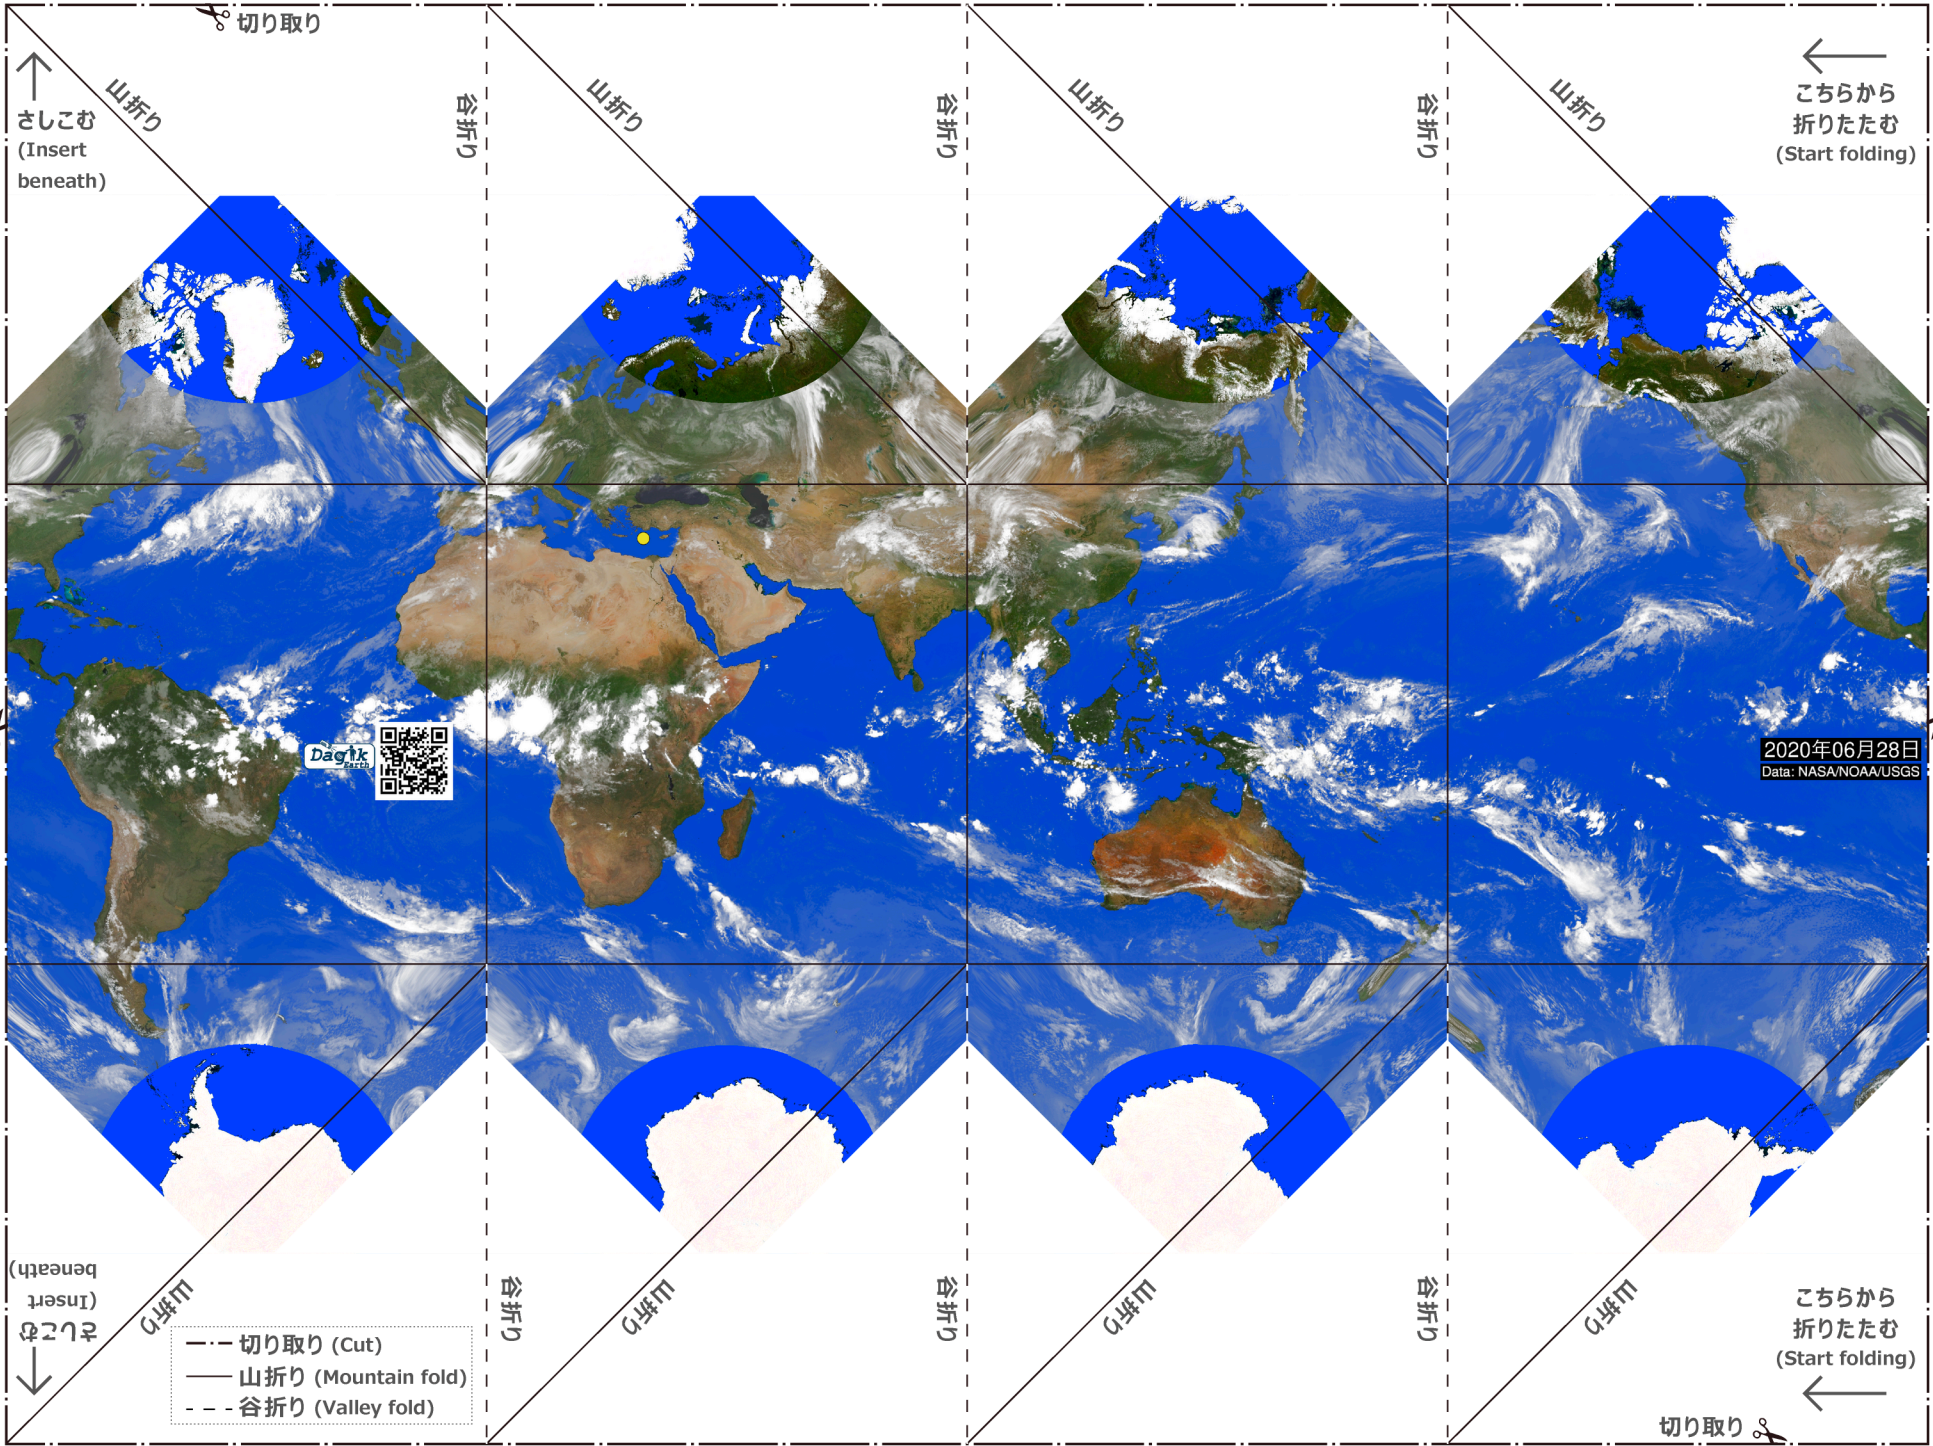 切り取り
山折り
谷折り
山折り
谷折り
山折り
谷折り
山折り
さしこむ
(Insert
beneath)
こちらから
折りたたむ
(Start folding)
Dagik
Earth
2020年06月28日
Data: NASA/NOAA/USGS
さしこむ
(Insert
beneath)
山折り
谷折り
山折り
谷折り
山折り
谷折り
山折り
こちらから
折りたたむ
(Start folding)
切り取り (Cut)
山折り (Mountain fold)
谷折り (Valley fold)
切り取り